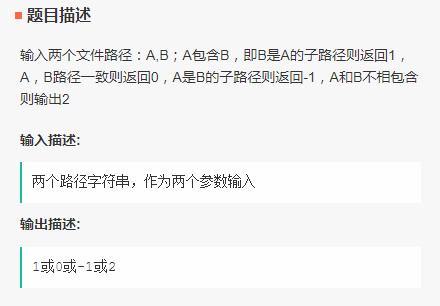 题目描述
输入两个文件路径：A,B；A包含B，即B是A的子路径则返回1，
A，B路径一致则返回0，A是B的子路径则返回-1，A和B不相包含
则输出2
输入描述:
两个路径字符串，作为两个参数输入
输出描述:
1或0或-1或2